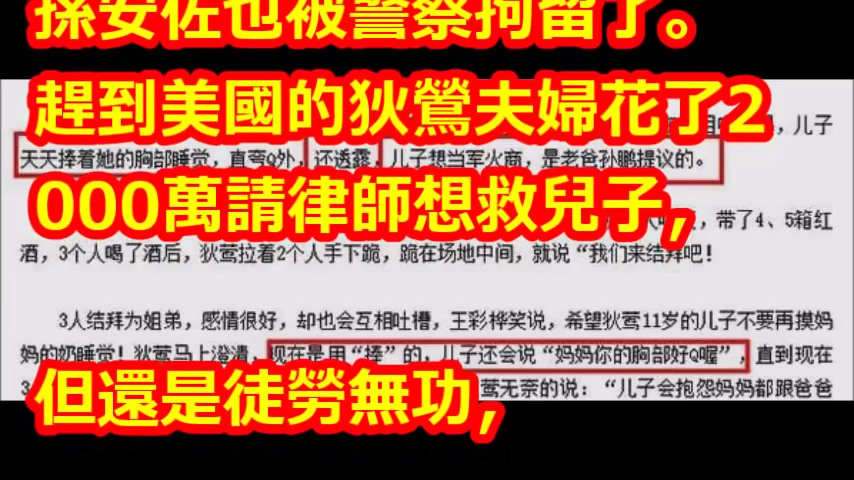 孫安佐也被警察拘留了。
趕到美國的狄鶯夫婦花了2
，儿子
天天捧着她的胸部睡觉，直夸Q外，还透露，儿子想当军火商，是老爸孙鹏提议的。
000萬請律師想救兒子，
，带了4、5箱红
酒，3个人喝了酒后，狄莺拉着2个人手下跪，跪在场地中间，就说“我们来结拜吧！
3人结拜为姐弟，感情很好，却也会互相吐槽，王彩桦笑说，希望狄莺11岁的儿子不要再摸妈
妈的奶睡觉！狄莺马上澄清，现在是用“捧”的，儿子还会说“妈妈你的胸部好Q喔”，直到现在
但還是徒勞無功，
莺无奈的说：“儿子会抱怨妈妈都跟爸爸